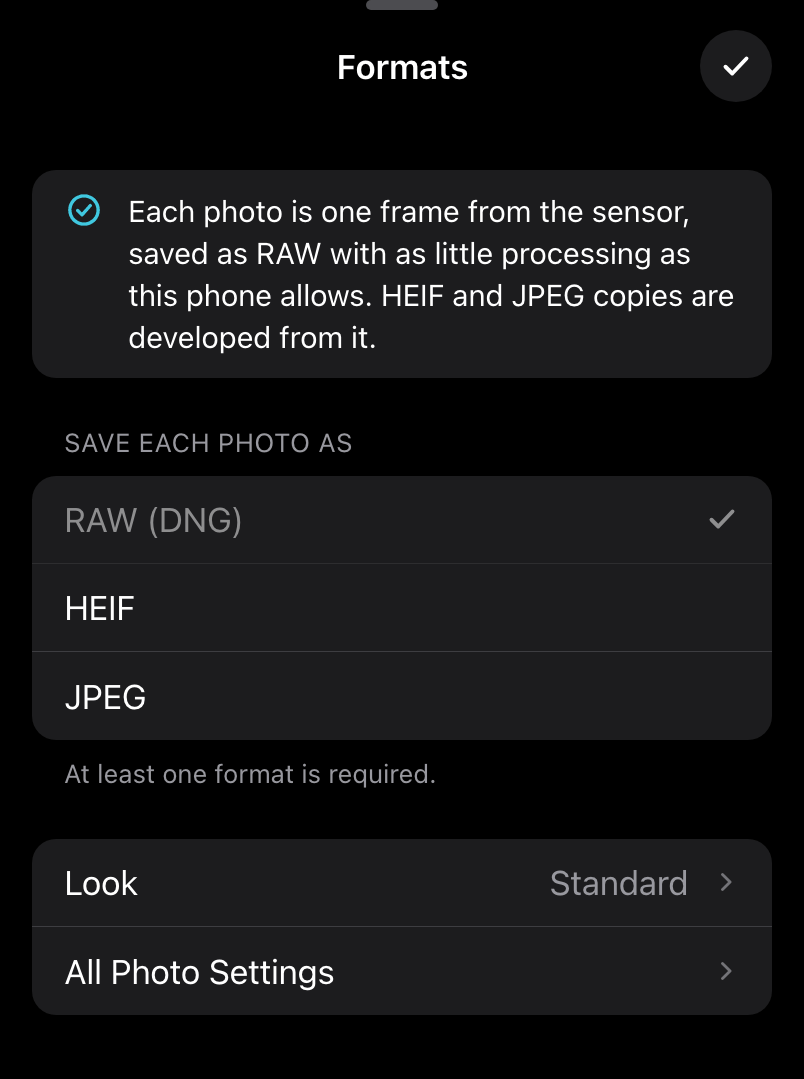 Formats
Each photo is one frame from the sensor,
saved as RAW with as little processing as
this phone allows. HEIF and JPEG copies are
developed from it.
SAVE EACH PHOTO AS
RAW (DNG)
HEIF
JPEG
At least one format is required.
Look Standard
All Photo Settings